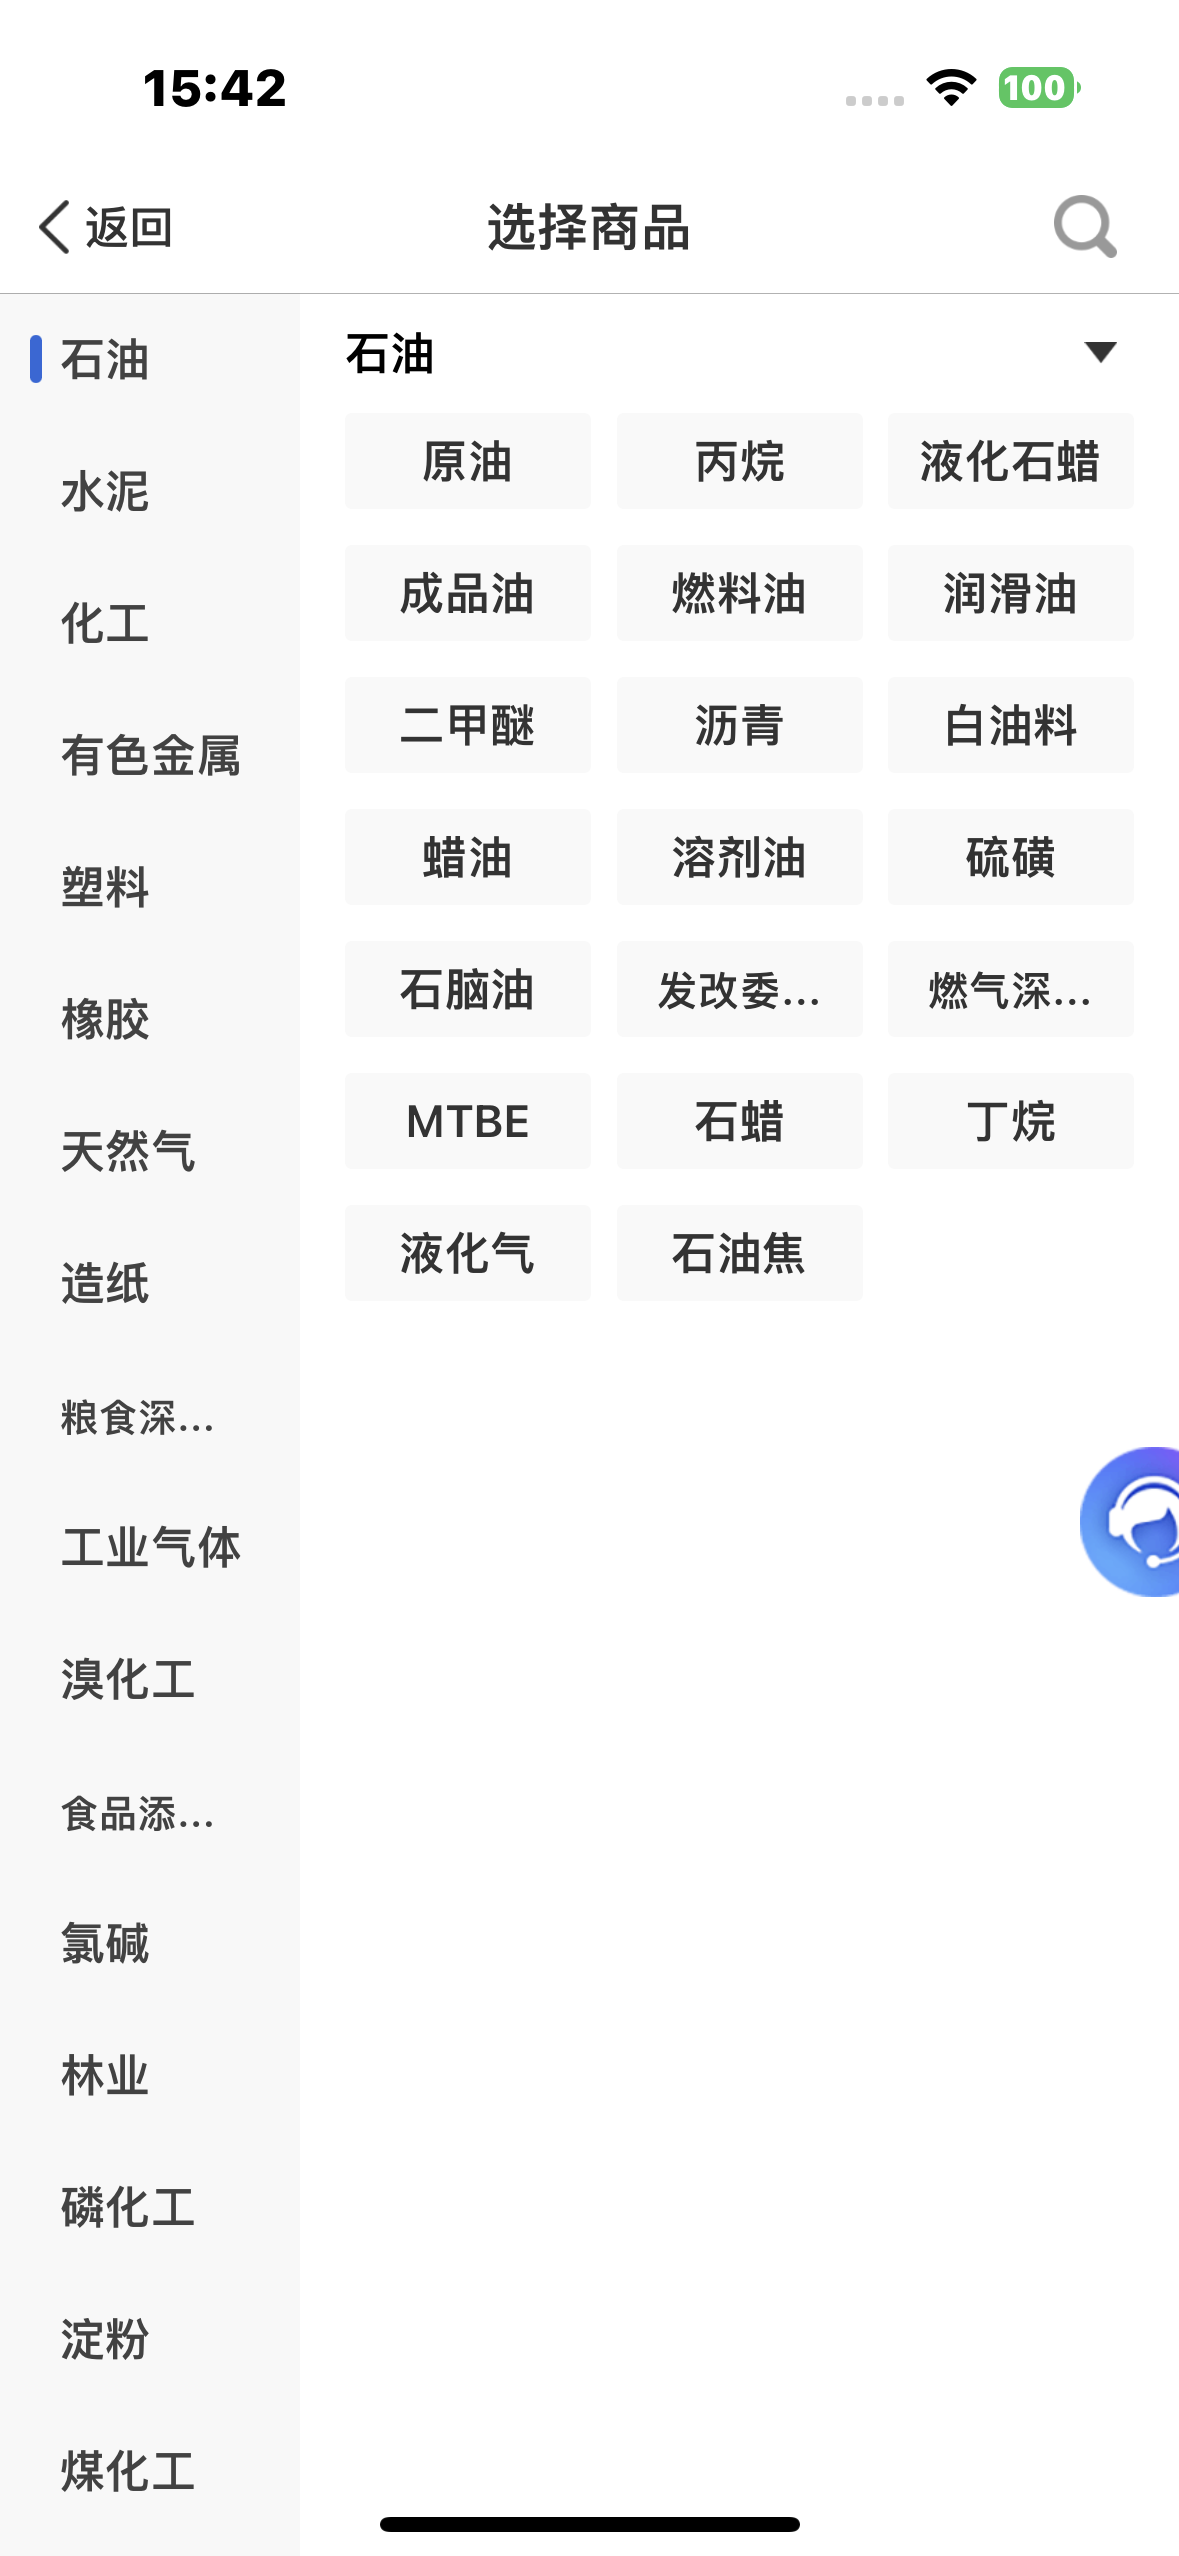 15:42
100
返回
选择商品
石油
水泥
化工
有色金属
塑料
橡胶
天然气
造纸
粮食深...
工业气体
溴化工
食品添...
氯碱
林业
磷化工
淀粉
煤化工
石油
原油 丙烷 液化石蜡
成品油 燃料油 润滑油
二甲醚 沥青 白油料
蜡油 溶剂油 硫磺
石脑油 发改委... 燃气深...
MTBE 石蜡 丁烷
液化气 石油焦